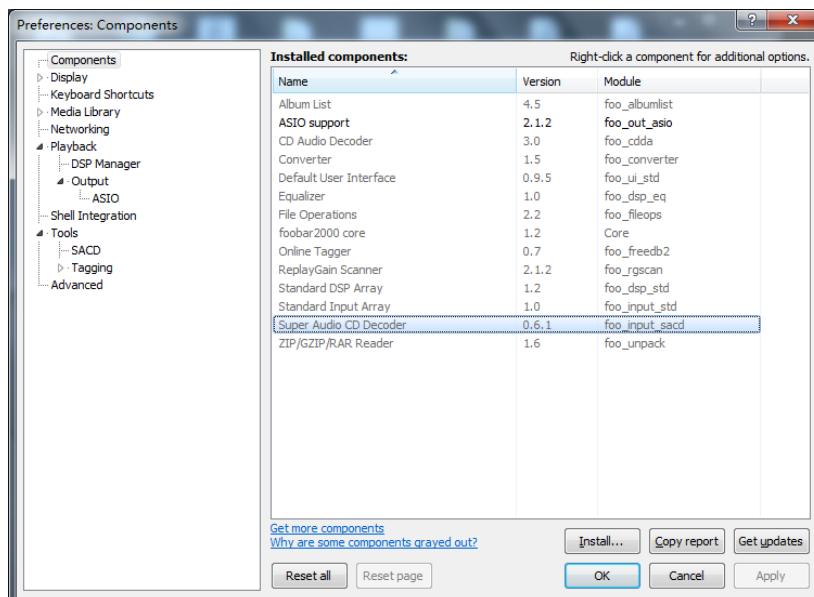 Preferences: Components
Components
Display
Keyboard Shortcuts
Media Library
Networking
Playback
DSP Manager
Output
ASIO
Shell Integration
Tools
SACD
Tagging
Advanced
Installed components: Right-click a component for additional options.
Name Version Module
Album List 4.5 foo_albumlist
ASIO support 2.1.2 foo_out_asio
CD Audio Decoder 3.0 foo_cdda
Converter 1.5 foo_converter
Default User Interface 0.9.5 foo_ui_std
Equalizer 1.0 foo_dsp_eq
File Operations 2.2 foo_fileops
foobar2000 core 1.2 Core
Online Tagger 0.7 foo_freedb2
ReplayGain Scanner 2.1.2 foo_rgscan
Standard DSP Array 1.2 foo_dsp_std
Standard Input Array 1.0 foo_input_std
Super Audio CD Decoder 0.6.1 foo_input_sacd
ZIP/GZIP/RAR Reader 1.6 foo_unpack
Get more components
Why are some components grayed out?
Install... Copy report Get updates
Reset all Reset page OK Cancel Apply